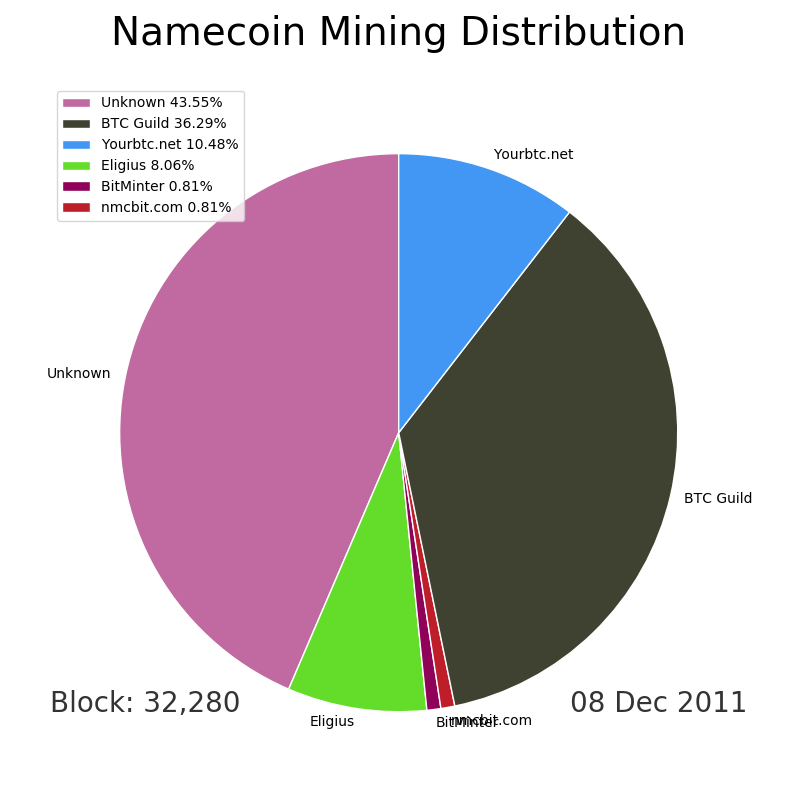 Namecoin Mining Distribution
Unknown 43.55%
BTC Guild 36.29%
Yourbtc.net 10.48%
Eligius 8.06%
BitMinter 0.81%
nmcbit.com 0.81%
Yourbtc.net
Unknown
BTC Guild
Block: 32,280
08 Dec 2011
Eligius
BitMinter
nmcbit.com